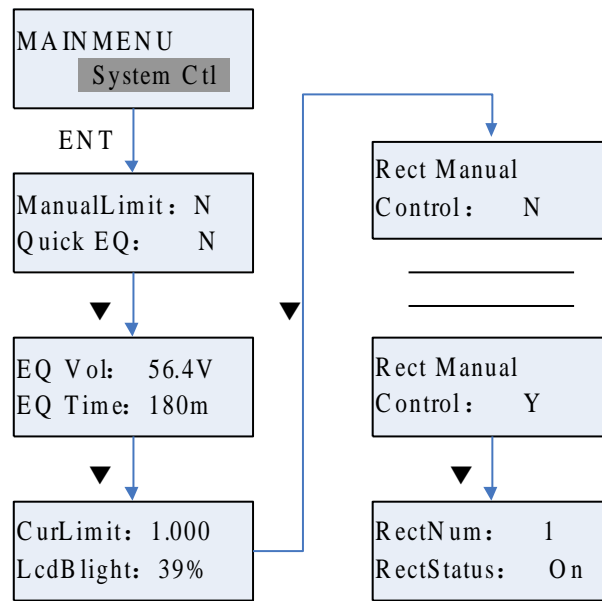 MAINMENU
System Ctl
ENT
ManualLimit： N
Quick EQ： N
▼
EQ Vol： 56.4V
EQ Time： 180m
▼
CurLimit： 1.000
LcdBlight： 39%
▼
Rect Manual
Control： N
Rect Manual
Control： Y
▼
RectNum： 1
RectStatus： On